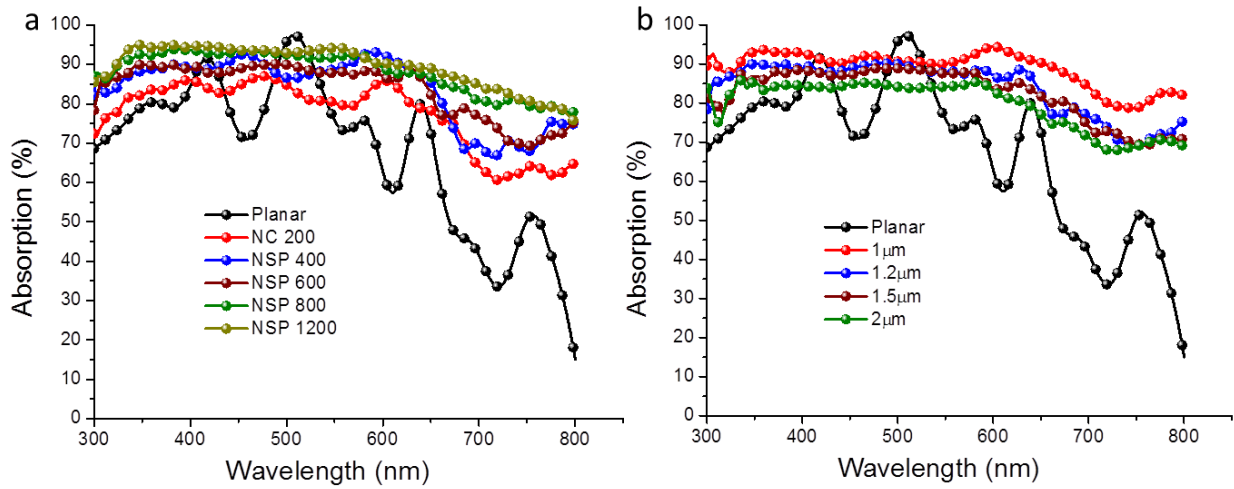 a
100
90
80
70
60
50
40
30
20
10
0
Absorption (%)
Planar
NC 200
NSP 400
NSP 600
NSP 800
NSP 1200
300
400
500
600
700
800
Wavelength (nm)
b
100
90
80
70
60
50
40
30
20
10
0
Absorption (%)
Planar
1μm
1.2μm
1.5μm
2μm
300
400
500
600
700
800
Wavelength (nm)